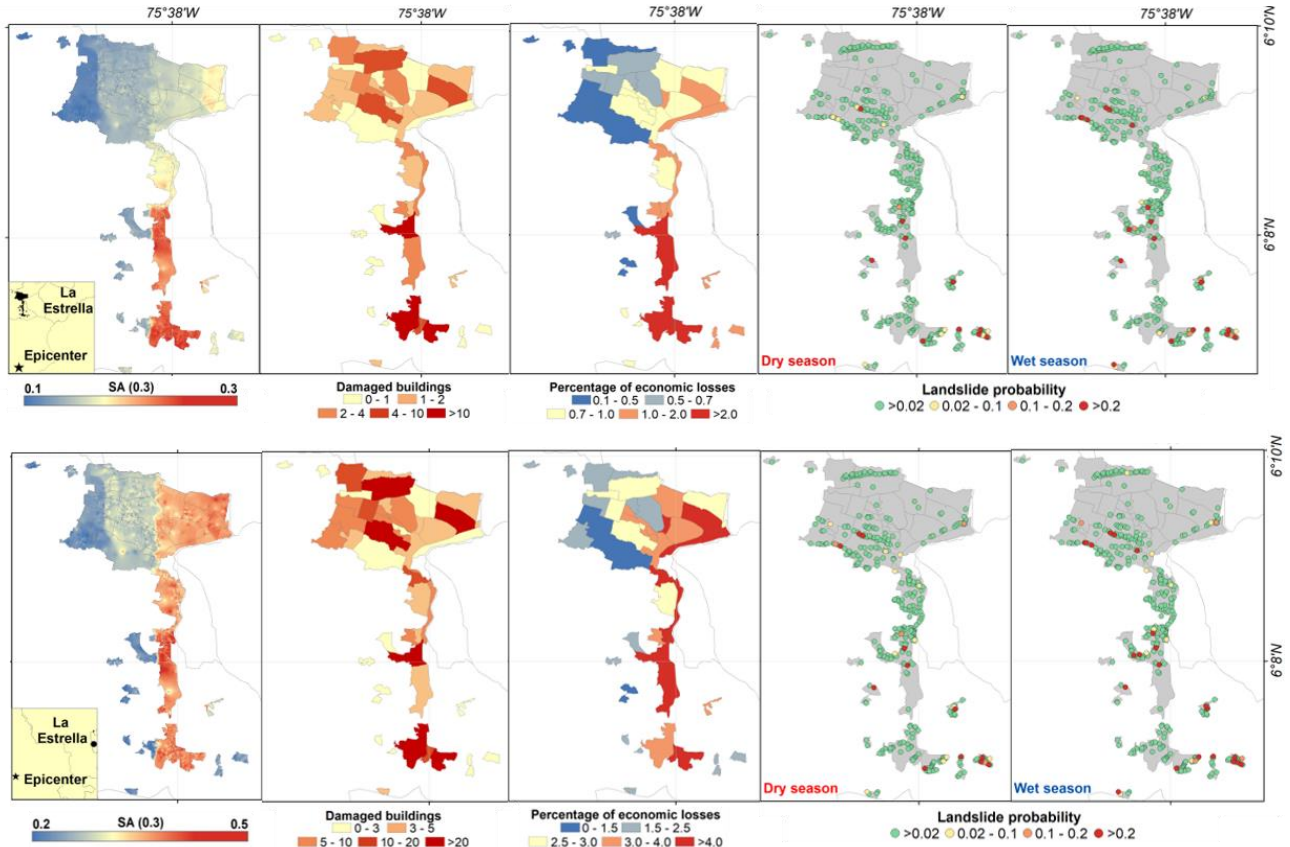 75°38'W 75°38'W 75°38'W
6°10'N
6°8'N
La
Estrella
Epicenter
Dry season
Wet season
0.1 SA (0.3) 0.3
Damaged buildings
0 - 1 1 - 2
2 - 4 4 - 10 >10
Percentage of economic losses
0.1 - 0.5 0.5 - 0.7
0.7 - 1.0 1.0 - 2.0 >2.0
Landslide probability
>0.02 0.02 - 0.1 0.1 - 0.2 >0.2
6°10'N
6°8'N
La
Estrella
Epicenter
Dry season
Wet season
0.2 SA (0.3) 0.5
Damaged buildings
0 - 3 3 - 5
5 - 10 10 - 20 >20
Percentage of economic losses
0 - 1.5 1.5 - 2.5
2.5 - 3.0 3.0 - 4.0 >4.0
Landslide probability
>0.02 0.02 - 0.1 0.1 - 0.2 >0.2